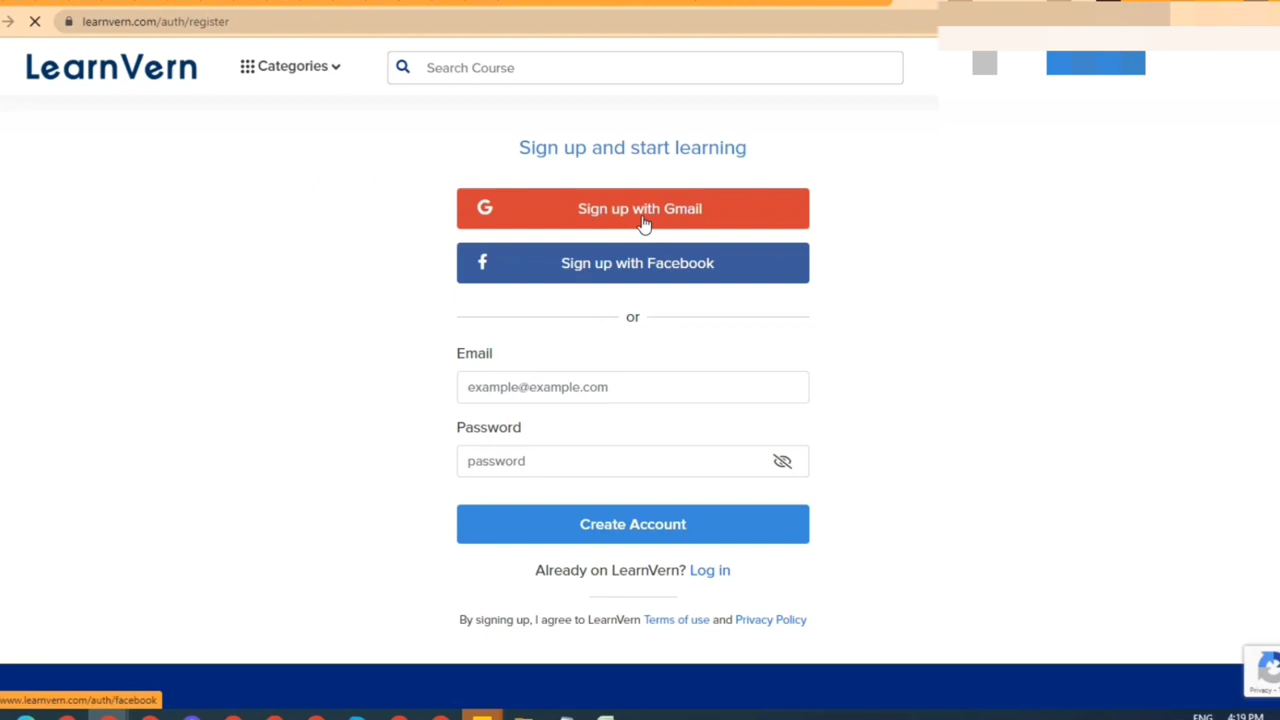 learnvern.com/auth/register
LearnVern
Categories
Search Course
Sign up and start learning
G
Sign up with Gmail
f
Sign up with Facebook
or
Email
example@example.com
Password
password
Create Account
Already on LearnVern? Log in
By signing up, I agree to LearnVern Terms of use and Privacy Policy
Privacy -
www.learnvern.com/auth/facebook
ENG
4:19 PM